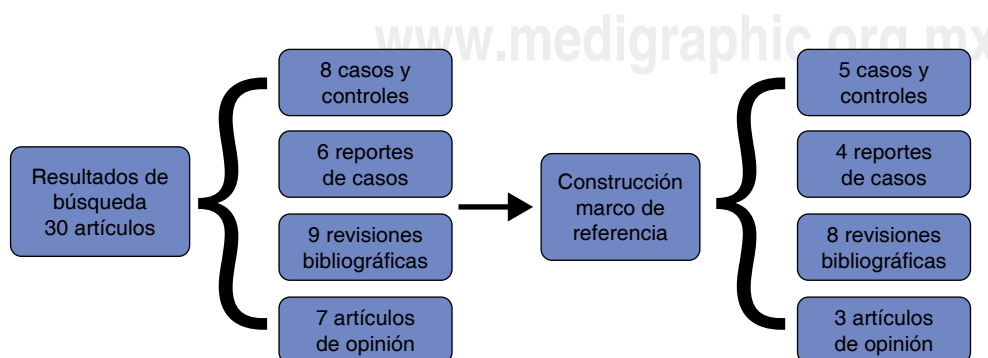 www.medigraphic.org.mx
Resultados de
búsqueda
30 artículos
8 casos y
controles
6 reportes
de casos
9 revisiones
bibliográficas
7 artículos
de opinión
Construcción
marco de
referencia
5 casos y
controles
4 reportes
de casos
8 revisiones
bibliográficas
3 artículos
de opinión